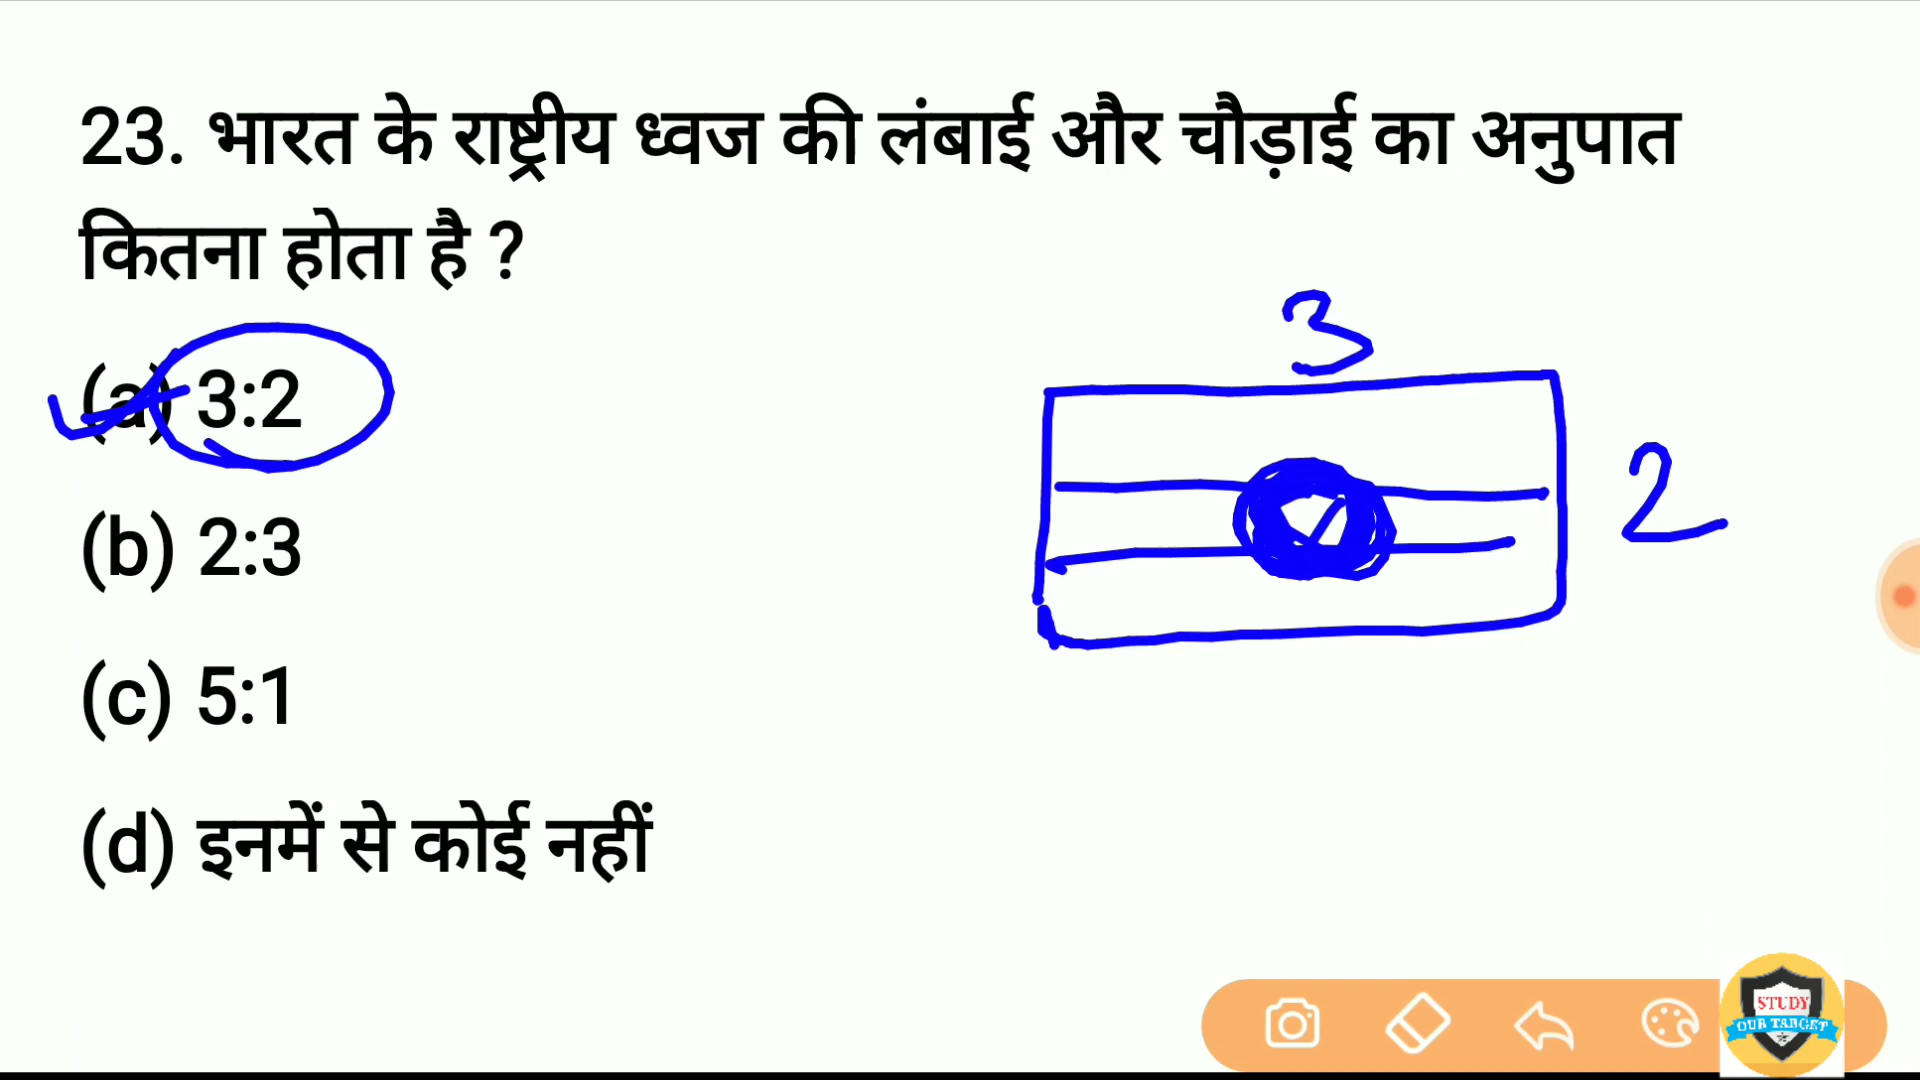 23. भारत के राष्ट्रीय ध्वज की लंबाई और चौड़ाई का अनुपात
कितना होता है ?
3
(a) 3:2
2
(b) 2:3
(c) 5:1
(d) इनमें से कोई नहीं
STUDY
OUR TARGET